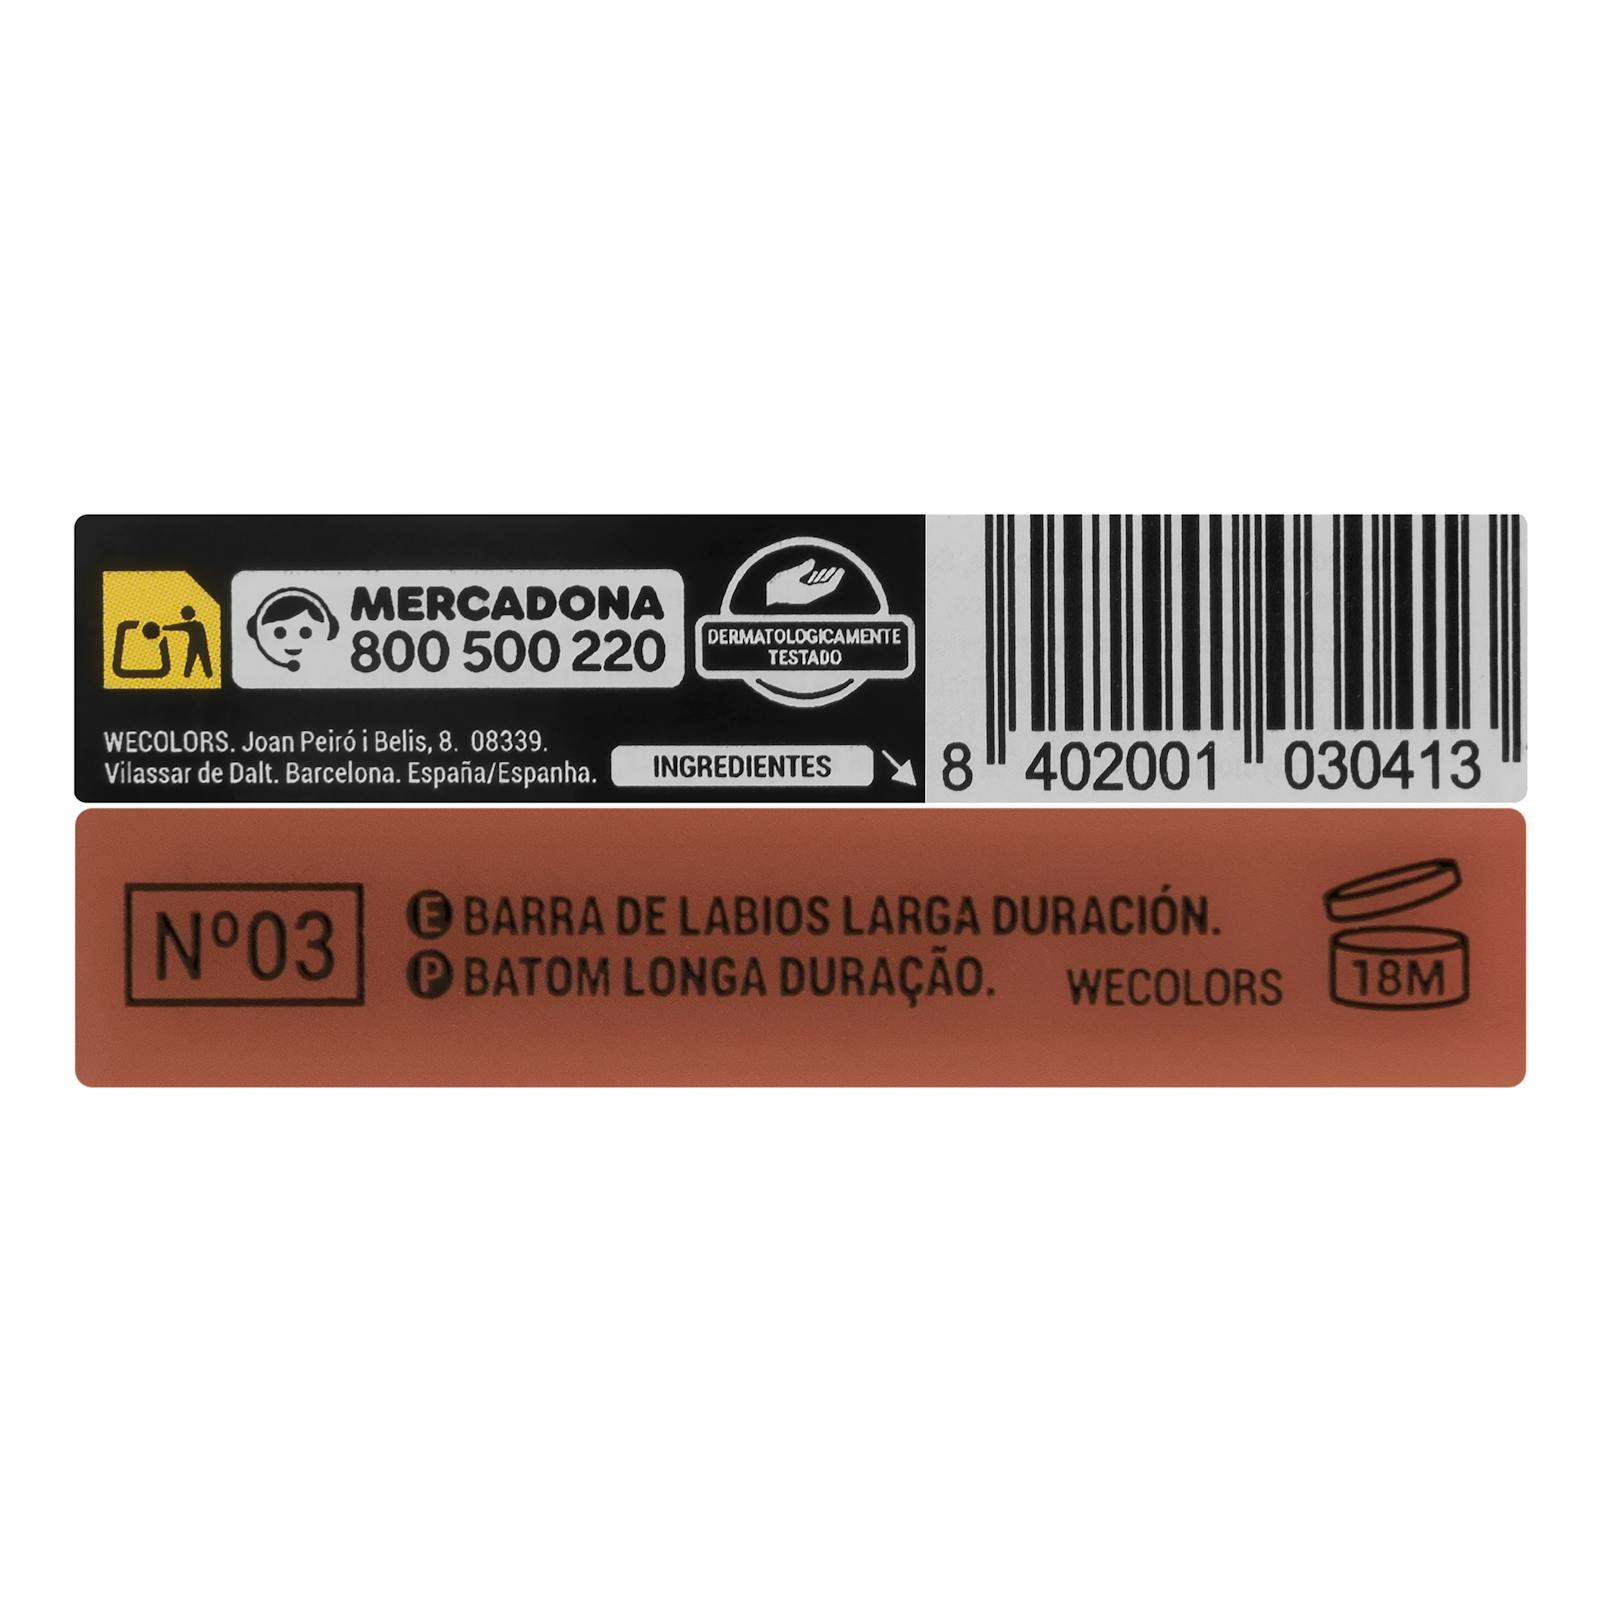 MERCADONA
800 500 220
DERMATOLOGICAMENTE
TESTADO
WECOLORS. Joan Peiró i Belis, 8. 08339.
Vilassar de Dalt. Barcelona. España/Espanha.
INGREDIENTES
8 402001 030413
Nº03
E BARRA DE LABIOS LARGA DURACIÓN.
P BATOM LONGA DURAÇÃO.
WECOLORS
18M